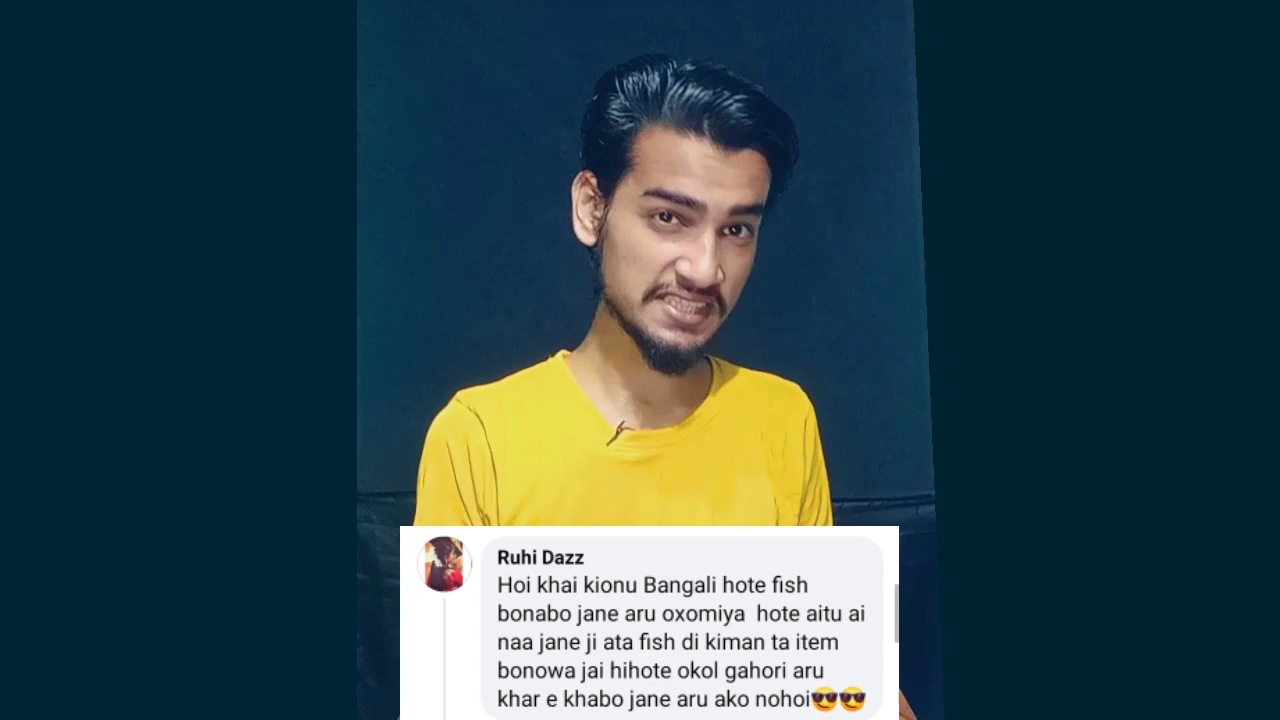 Ruhi Dazz
Hoi khai kionu Bangali hote fish
bonabo jane aru oxomiya hote aitu ai
naa jane ji ata fish di kiman ta item
bonowa jai hihote okol gahori aru
khar e khabo jane aru ako nohoi😎😎